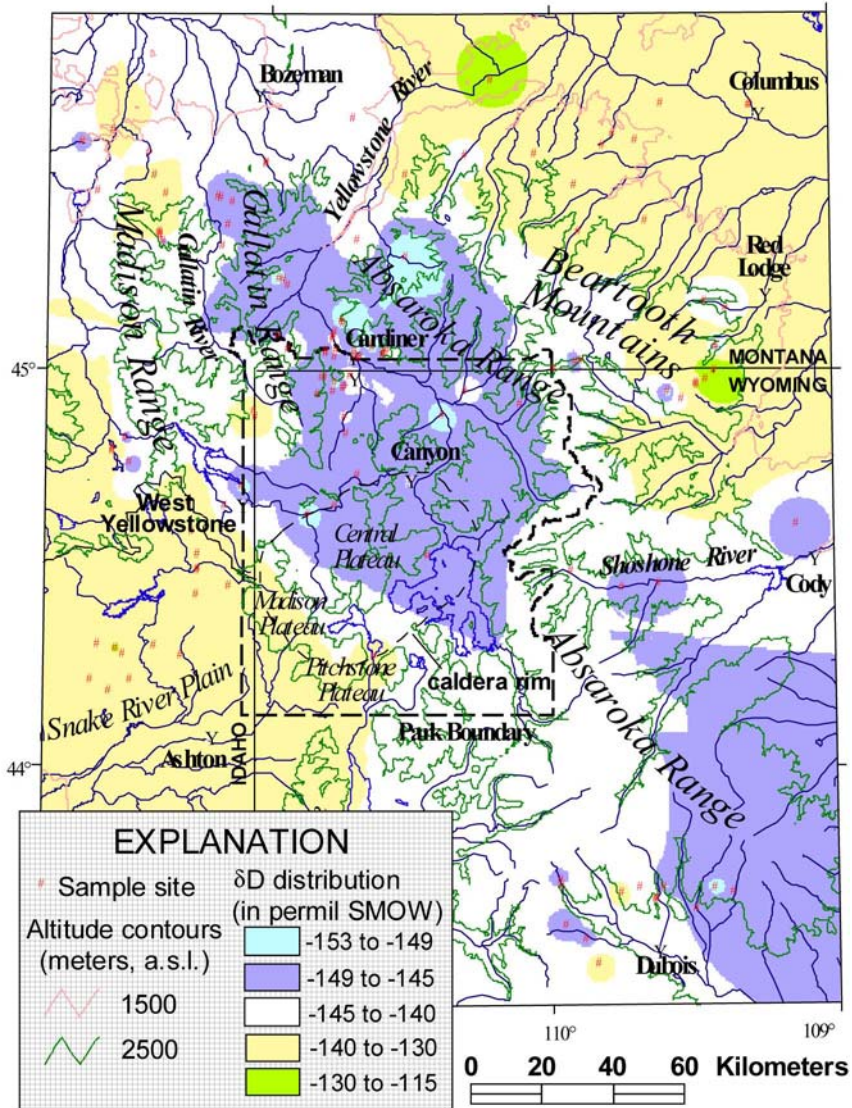 Bozeman
Columbus
Yellowstone River
Madison Range
Gallatin River
Gallatin Range
Absaroka Range
Beartooth
Mountains
Red
Lodge
Gardiner
45°
MONTANA
WYOMING
Canyon
West
Yellowstone
Central
Plateau
Shoshone River
Cody
Madison
Plateau
Pitchstone
Plateau
caldera rim
Absaroka Range
Snake River Plain
Park Boundary
Ashton
IDAHO
44°
Dubois
110°
109°
EXPLANATION
# Sample site
Altitude contours
(meters, a.s.l.)
1500
2500
δD distribution
(in permil SMOW)
-153 to -149
-149 to -145
-145 to -140
-140 to -130
-130 to -115
0 20 40 60 Kilometers